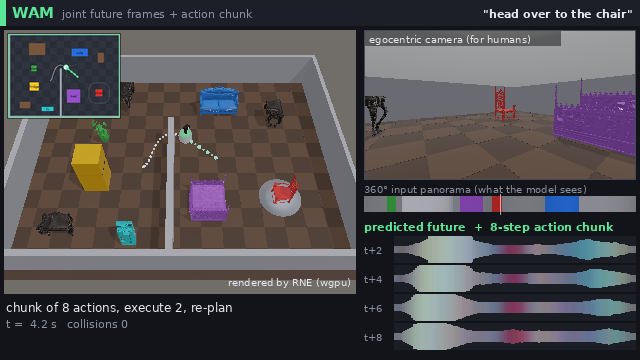 WAM joint future frames + action chunk
"head over to the chair"
egocentric camera (for humans)
360° input panorama (what the model sees)
predicted future + 8-step action chunk
t+2
t+4
t+6
t+8
rendered by RNE (wgpu)
chunk of 8 actions, execute 2, re-plan
t = 4.2 s collisions 0